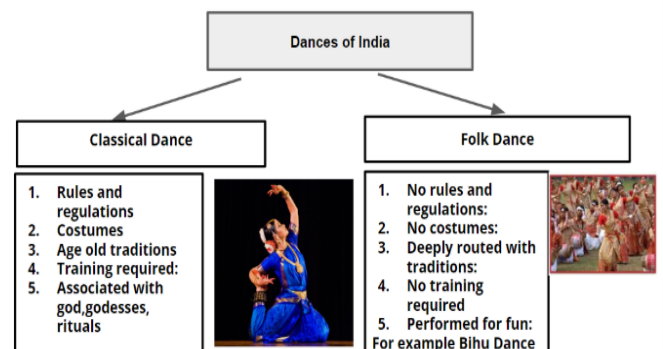 Dances of India
Classical Dance
Folk Dance
1. Rules and
regulations
2. Costumes
3. Age old traditions
4. Training required:
5. Associated with
god,godesses,
rituals
1. No rules and
regulations:
2. No costumes:
3. Deeply routed with
traditions:
4. No training
required
5. Performed for fun:
For example Bihu Dance